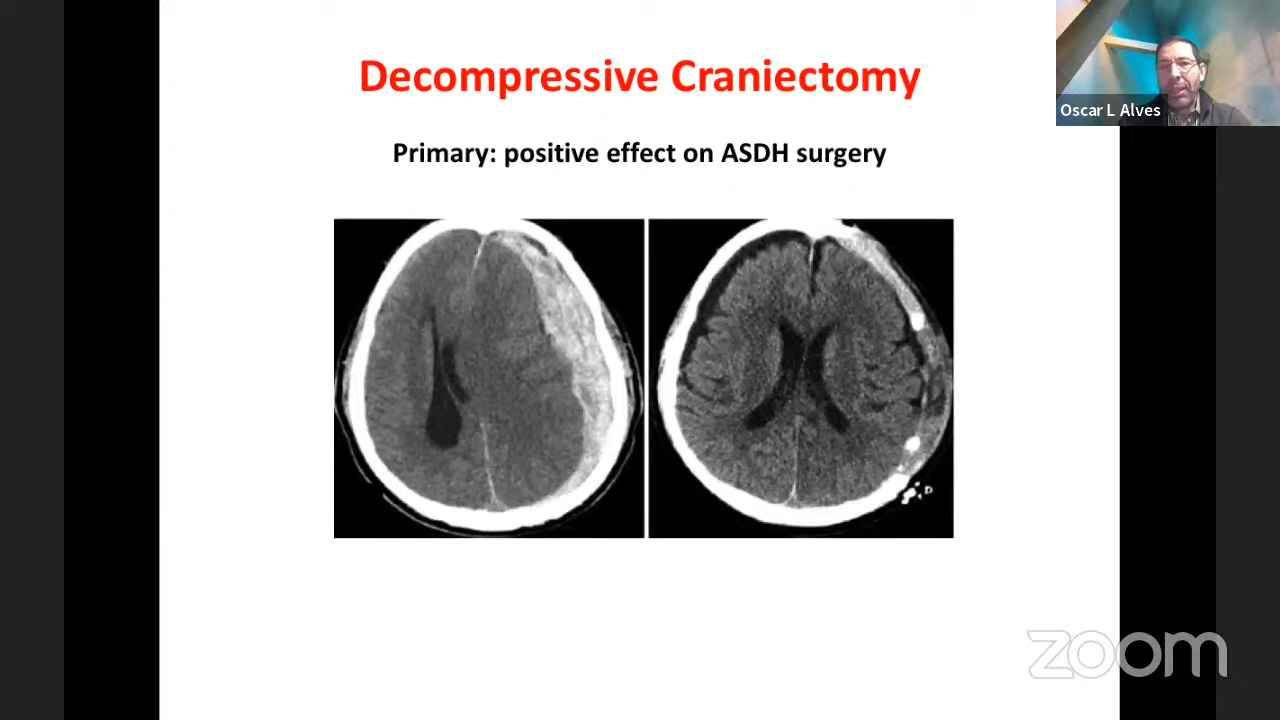 Decompressive Craniectomy
Oscar L Alves
Primary: positive effect on ASDH surgery
zoom